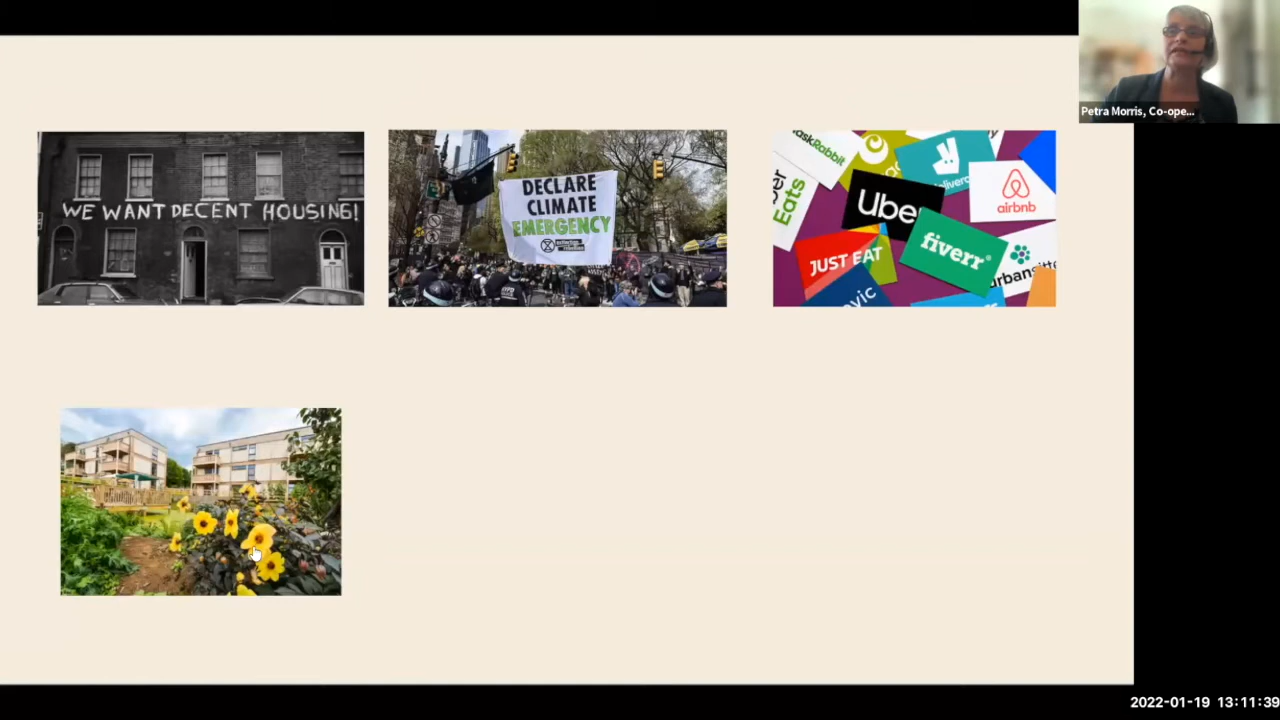 Petra Morris, Co-ope...
WE WANT DECENT HOUSING!
DECLARE
CLIMATE
EMERGENCY
Uber
airbnb
fiverr
JUST EAT
Eats
2022-01-19 13:11:39